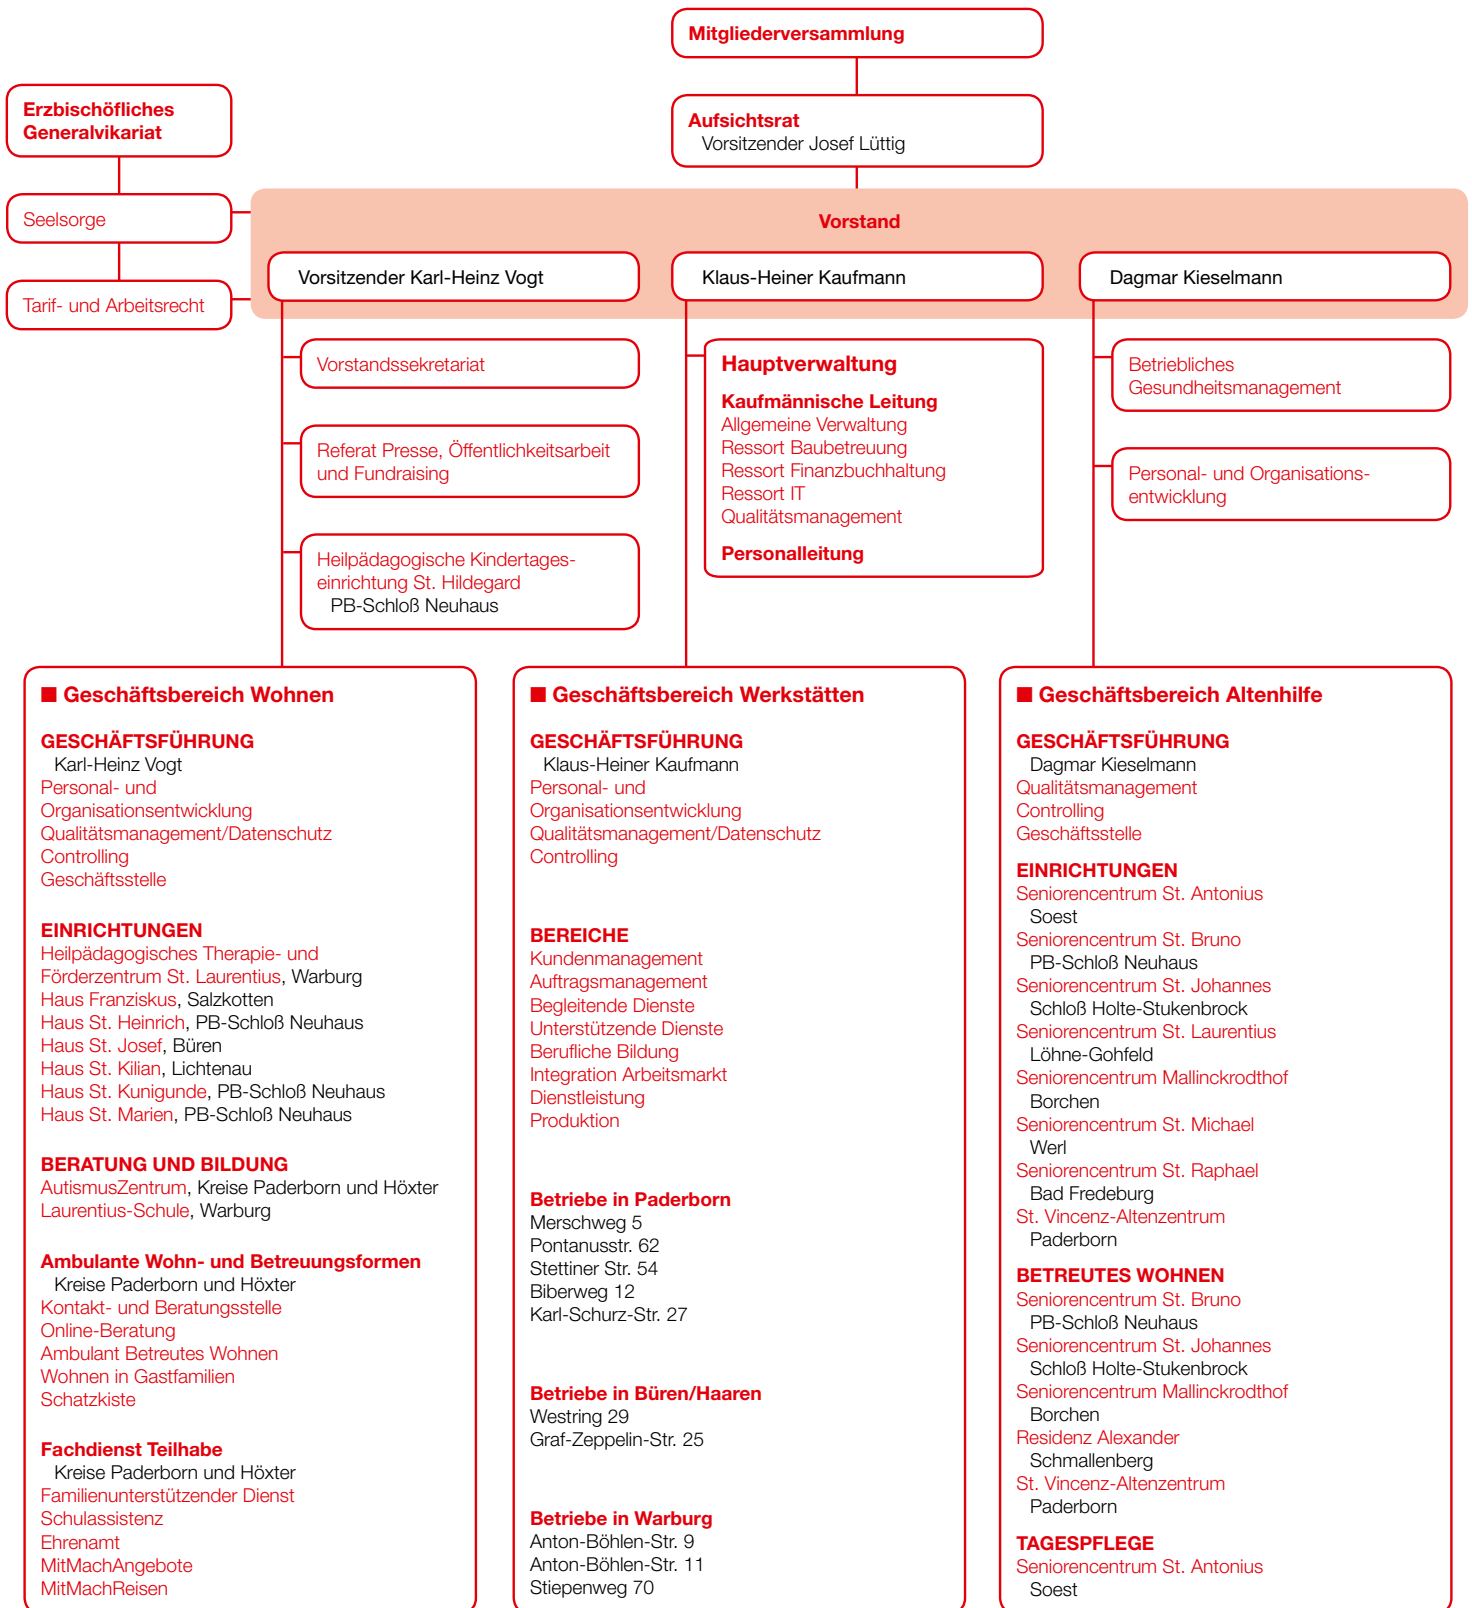 Mitgliederversammlung
Erzbischöfliches
Generalvikariat
Aufsichtsrat
Vorsitzender Josef Lüttig
Seelsorge
Tarif- und Arbeitsrecht
Vorstand
Vorsitzender Karl-Heinz Vogt
Klaus-Heiner Kaufmann
Dagmar Kieselmann
Vorstandssekretariat
Referat Presse, Öffentlichkeitsarbeit
und Fundraising
Heilpädagogische Kindertages-
einrichtung St. Hildegard
PB-Schloß Neuhaus
Hauptverwaltung
Kaufmännische Leitung
Allgemeine Verwaltung
Ressort Baubetreuung
Ressort Finanzbuchhaltung
Ressort IT
Qualitätsmanagement
Personalleitung
Betriebliches
Gesundheitsmanagement
Personal- und Organisations-
entwicklung
■ Geschäftsbereich Wohnen
GESCHÄFTSFÜHRUNG
Karl-Heinz Vogt
Personal- und
Organisationsentwicklung
Qualitätsmanagement/Datenschutz
Controlling
Geschäftsstelle
EINRICHTUNGEN
Heilpädagogisches Therapie- und
Förderzentrum St. Laurentius, Warburg
Haus Franziskus, Salzkotten
Haus St. Heinrich, PB-Schloß Neuhaus
Haus St. Josef, Büren
Haus St. Kilian, Lichtenau
Haus St. Kunigunde, PB-Schloß Neuhaus
Haus St. Marien, PB-Schloß Neuhaus
BERATUNG UND BILDUNG
AutismusZentrum, Kreise Paderborn und Höxter
Laurentius-Schule, Warburg
Ambulante Wohn- und Betreuungsformen
Kreise Paderborn und Höxter
Kontakt- und Beratungsstelle
Online-Beratung
Ambulant Betreutes Wohnen
Wohnen in Gastfamilien
Schatzkiste
Fachdienst Teilhabe
Kreise Paderborn und Höxter
Familienunterstützender Dienst
Schulassistenz
Ehrenamt
MitMachAngebote
MitMachReisen
■ Geschäftsbereich Werkstätten
GESCHÄFTSFÜHRUNG
Klaus-Heiner Kaufmann
Personal- und
Organisationsentwicklung
Qualitätsmanagement/Datenschutz
Controlling
BEREICHE
Kundenmanagement
Auftragsmanagement
Begleitende Dienste
Unterstützende Dienste
Berufliche Bildung
Integration Arbeitsmarkt
Dienstleistung
Produktion
Betriebe in Paderborn
Merschweg 5
Pontanusstr. 62
Stettiner Str. 54
Biberweg 12
Karl-Schurz-Str. 27
Betriebe in Büren/Haaren
Westring 29
Graf-Zeppelin-Str. 25
Betriebe in Warburg
Anton-Böhlen-Str. 9
Anton-Böhlen-Str. 11
Stiepenweg 70
■ Geschäftsbereich Altenhilfe
GESCHÄFTSFÜHRUNG
Dagmar Kieselmann
Qualitätsmanagement
Controlling
Geschäftsstelle
EINRICHTUNGEN
Seniorencentrum St. Antonius
Soest
Seniorencentrum St. Bruno
PB-Schloß Neuhaus
Seniorencentrum St. Johannes
Schloß Holte-Stukenbrock
Seniorencentrum St. Laurentius
Löhne-Gohfeld
Seniorencentrum Mallinckrodthof
Borchen
Seniorencentrum St. Michael
Werl
Seniorencentrum St. Raphael
Bad Fredeburg
St. Vincenz-Altenzentrum
Paderborn
BETREUTES WOHNEN
Seniorencentrum St. Bruno
PB-Schloß Neuhaus
Seniorencentrum St. Johannes
Schloß Holte-Stukenbrock
Seniorencentrum Mallinckrodthof
Borchen
Residenz Alexander
Schmallenberg
St. Vincenz-Altenzentrum
Paderborn
TAGESPFLEGE
Seniorencentrum St. Antonius
Soest